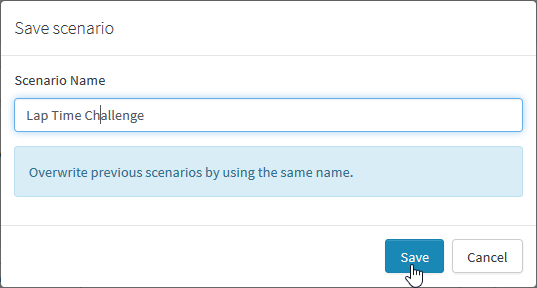 Save scenario
Scenario Name
Lap Time Challenge
Overwrite previous scenarios by using the same name.
Save Cancel